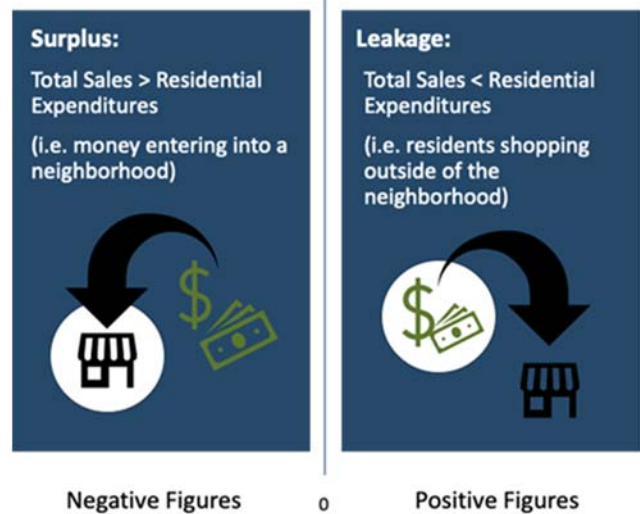 Surplus:
Total Sales > Residential
Expenditures
(i.e. money entering into a
neighborhood)
Leakage:
Total Sales < Residential
Expenditures
(i.e. residents shopping
outside of the
neighborhood)
$
$
Negative Figures
0
Positive Figures